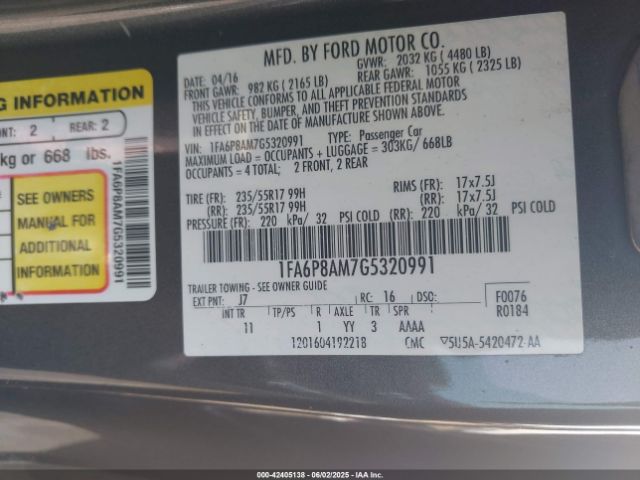 MFD. BY FORD MOTOR CO.
DATE: 04/16 GVWR: 2032 KG ( 4480 LB)
FRONT GAWR: 982 KG ( 2165 LB) REAR GAWR: 1055 KG ( 2325 LB)
THIS VEHICLE CONFORMS TO ALL APPLICABLE FEDERAL MOTOR
VEHICLE SAFETY, BUMPER, AND THEFT PREVENTION STANDARDS
IN EFFECT ON THE DATE OF MANUFACTURE SHOWN ABOVE.
VIN: 1FA6P8AM7G5320991 TYPE: Passenger Car
MAXIMUM LOAD = OCCUPANTS + LUGGAGE = 303KG/ 668LB
OCCUPANTS = 4 TOTAL; 2 FRONT, 2 REAR
TIRE (FR): 235/55R17 99H RIMS (FR): 17x7.5J
(RR): 235/55R17 99H (RR): 17x7.5J
PRESSURE (FR): 220 kPa/ 32 PSI COLD (RR): 220 kPa/ 32 PSI COLD
1FA6P8AM7G5320991
TRAILER TOWING - SEE OWNER GUIDE
EXT PNT: J7 RC: 16 DSO: F0076
INT TR TP/PS R AXLE TR SPR R0184
11 1 YY 3 AAAA
1201604192218 CMC ▽5U5A-5420472-AA
G INFORMATION
NT: 2 REAR: 2
kg or 668 lbs.
SEE OWNERS
MANUAL FOR
ADDITIONAL
INFORMATION
1FA6P8AM7G5320991
000-42405138 - 06/02/2025 - IAAI, Inc.